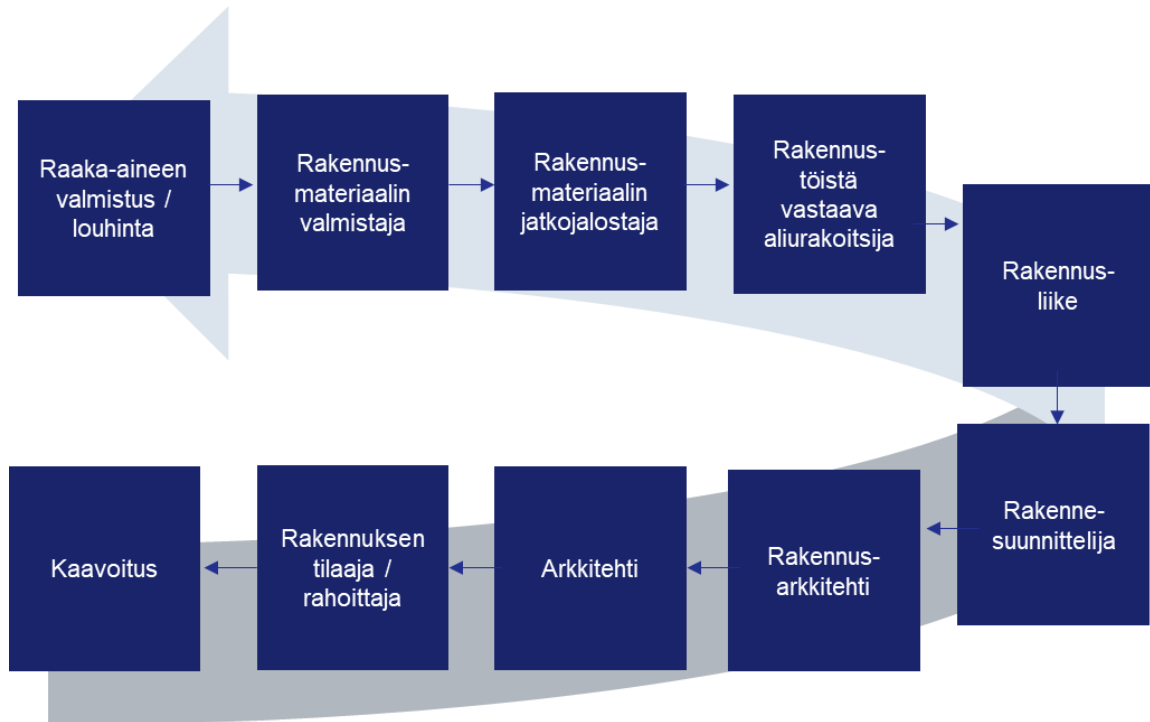 Raaka-aineen
valmistus /
louhinta
Rakennus-
materiaalin
valmistaja
Rakennus-
materiaalin
jatkojalostaja
Rakennus-
töistä
vastaava
aliurakoitsija
Rakennus-
liike
Rakenne-
suunnittelija
Rakennus-
arkkitehti
Arkkitehti
Rakennuksen
tilaaja /
rahoittaja
Kaavoitus